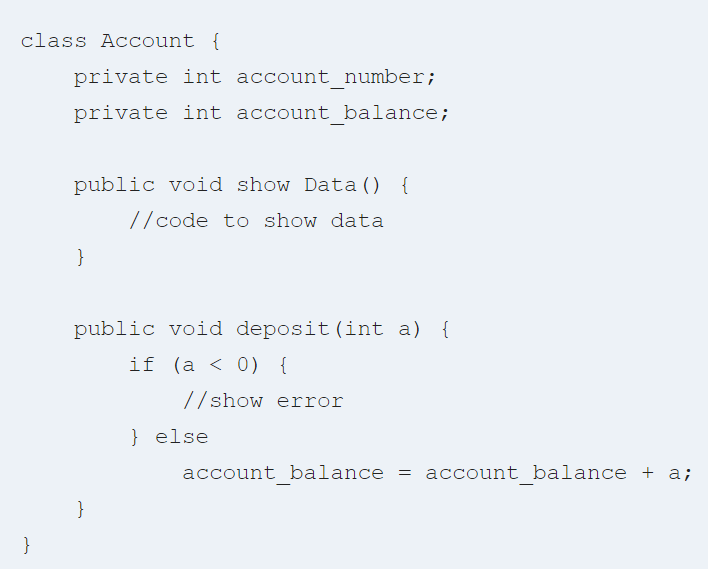 class Account {
    private int account_number;
    private int account_balance;

    public void show Data() {
        //code to show data
    }

    public void deposit(int a) {
        if (a < 0) {
            //show error
        } else
            account_balance = account_balance + a;
    }
}